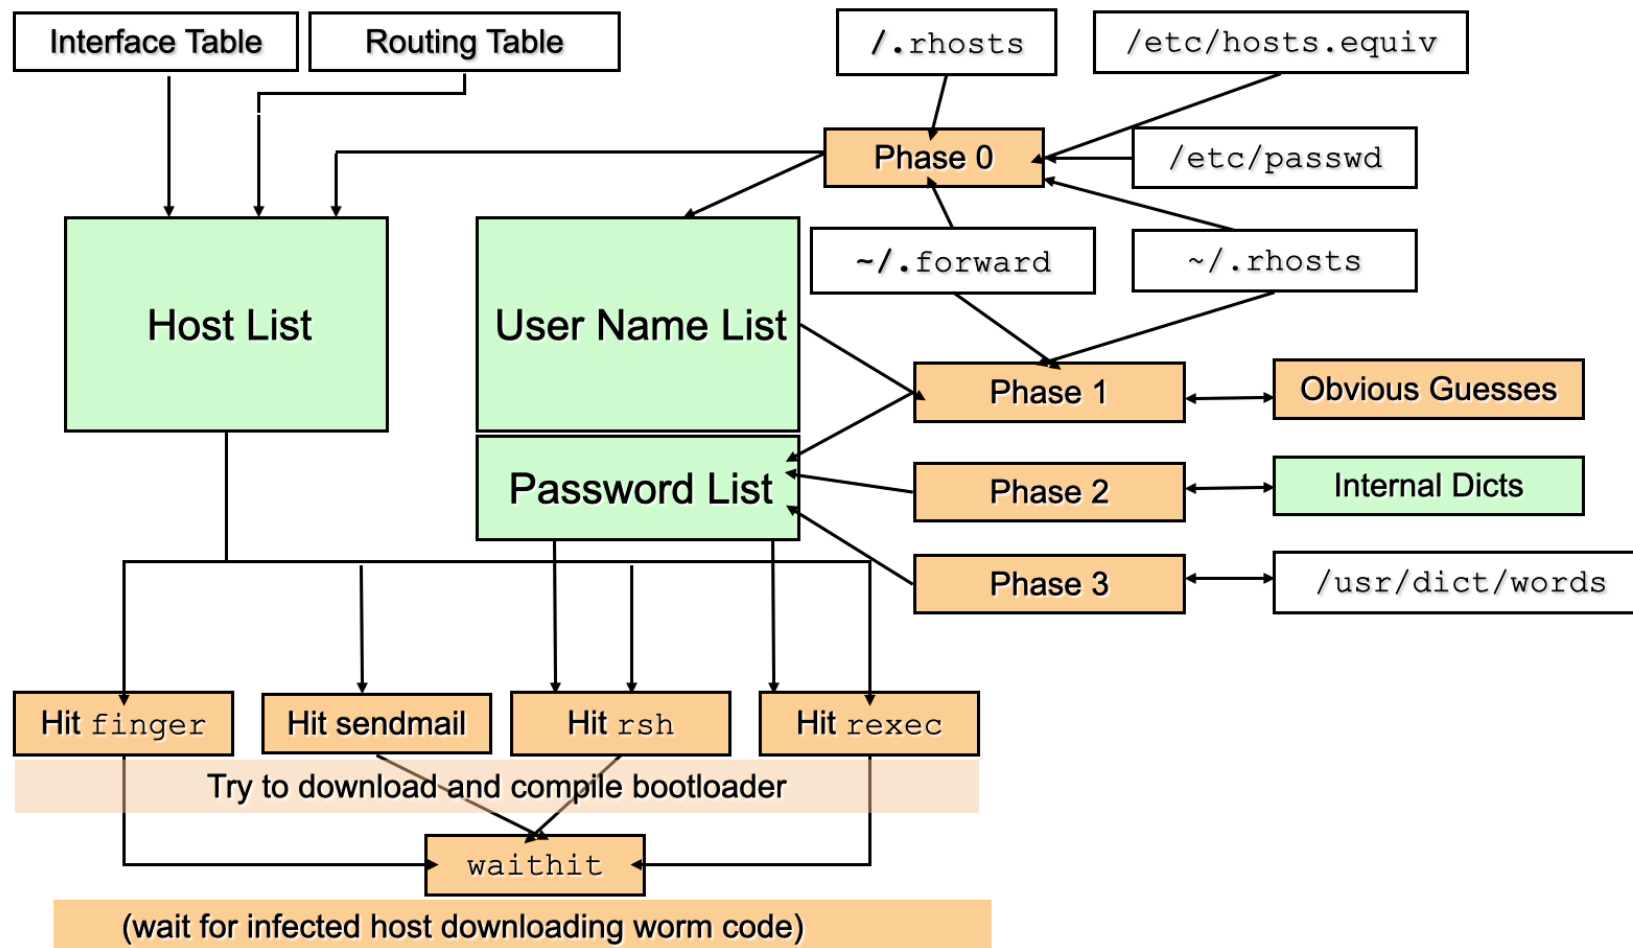 Interface Table
Routing Table
/.rhosts
/etc/hosts.equiv
Phase 0
/etc/passwd
~/.forward
~/.rhosts
Host List
User Name List
Phase 1
Obvious Guesses
Password List
Phase 2
Internal Dicts
Phase 3
/usr/dict/words
Hit finger
Hit sendmail
Hit rsh
Hit rexec
Try to download and compile bootloader
waithit
(wait for infected host downloading worm code)